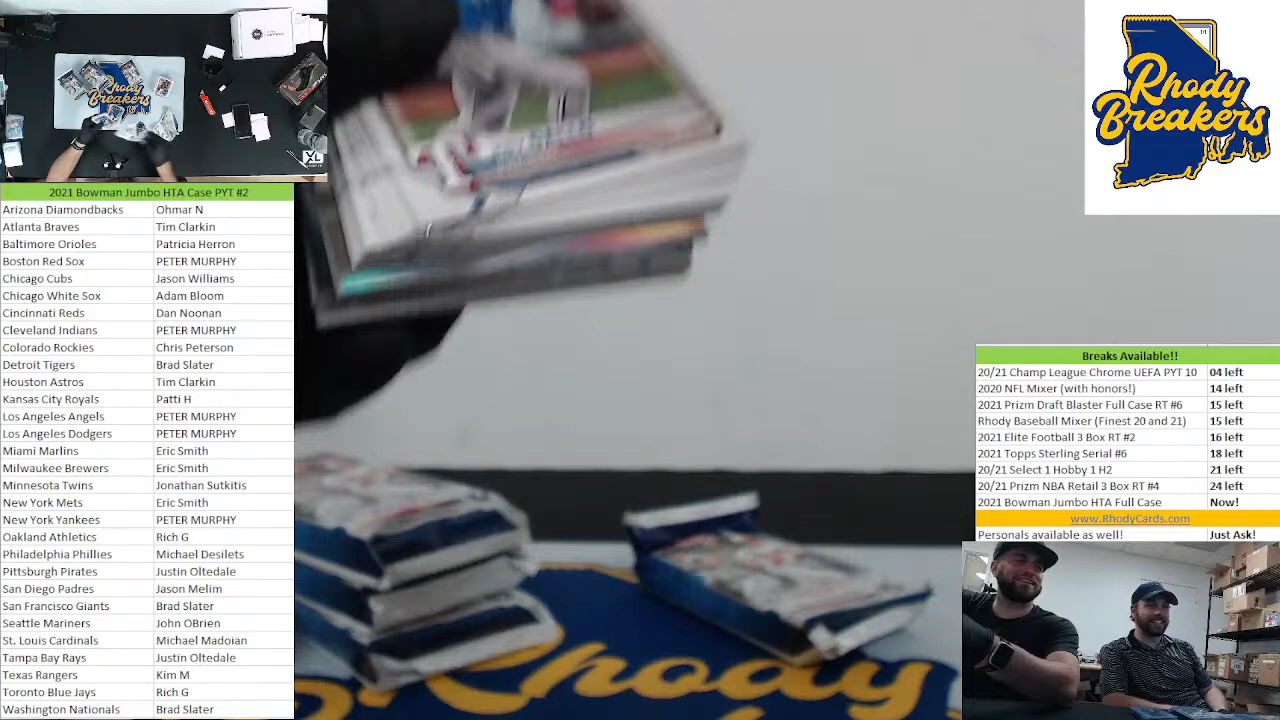 2021 Bowman Jumbo HTA Case PYT #2
Arizona Diamondbacks Ohmar N
Atlanta Braves Tim Clarkin
Baltimore Orioles Patricia Herron
Boston Red Sox PETER MURPHY
Chicago Cubs Jason Williams
Chicago White Sox Adam Bloom
Cincinnati Reds Dan Noonan
Cleveland Indians PETER MURPHY
Colorado Rockies Chris Peterson
Detroit Tigers Brad Slater
Houston Astros Tim Clarkin
Kansas City Royals Patti H
Los Angeles Angels PETER MURPHY
Los Angeles Dodgers PETER MURPHY
Miami Marlins Eric Smith
Milwaukee Brewers Eric Smith
Minnesota Twins Jonathan Sutkitis
New York Mets Eric Smith
New York Yankees PETER MURPHY
Oakland Athletics Rich G
Philadelphia Phillies Michael Desilets
Pittsburgh Pirates Justin Oltedale
San Diego Padres Jason Melim
San Francisco Giants Brad Slater
Seattle Mariners John OBrien
St. Louis Cardinals Michael Madoian
Tampa Bay Rays Justin Oltedale
Texas Rangers Kim M
Toronto Blue Jays Rich G
Washington Nationals Brad Slater
Rhody
Breakers
XL
Rhody
Rhody
Breakers
Breaks Available!!
20/21 Champ League Chrome UEFA PYT 10 04 left
2020 NFL Mixer (with honors!) 14 left
2021 Prizm Draft Blaster Full Case RT #6 15 left
Rhody Baseball Mixer (Finest 20 and 21) 15 left
2021 Elite Football 3 Box RT #2 16 left
2021 Topps Sterling Serial #6 18 left
20/21 Select 1 Hobby 1 H2 21 left
20/21 Prizm NBA Retail 3 Box RT #4 24 left
2021 Bowman Jumbo HTA Full Case Now!
www.RhodyCards.com
Personals available as well! Just Ask!